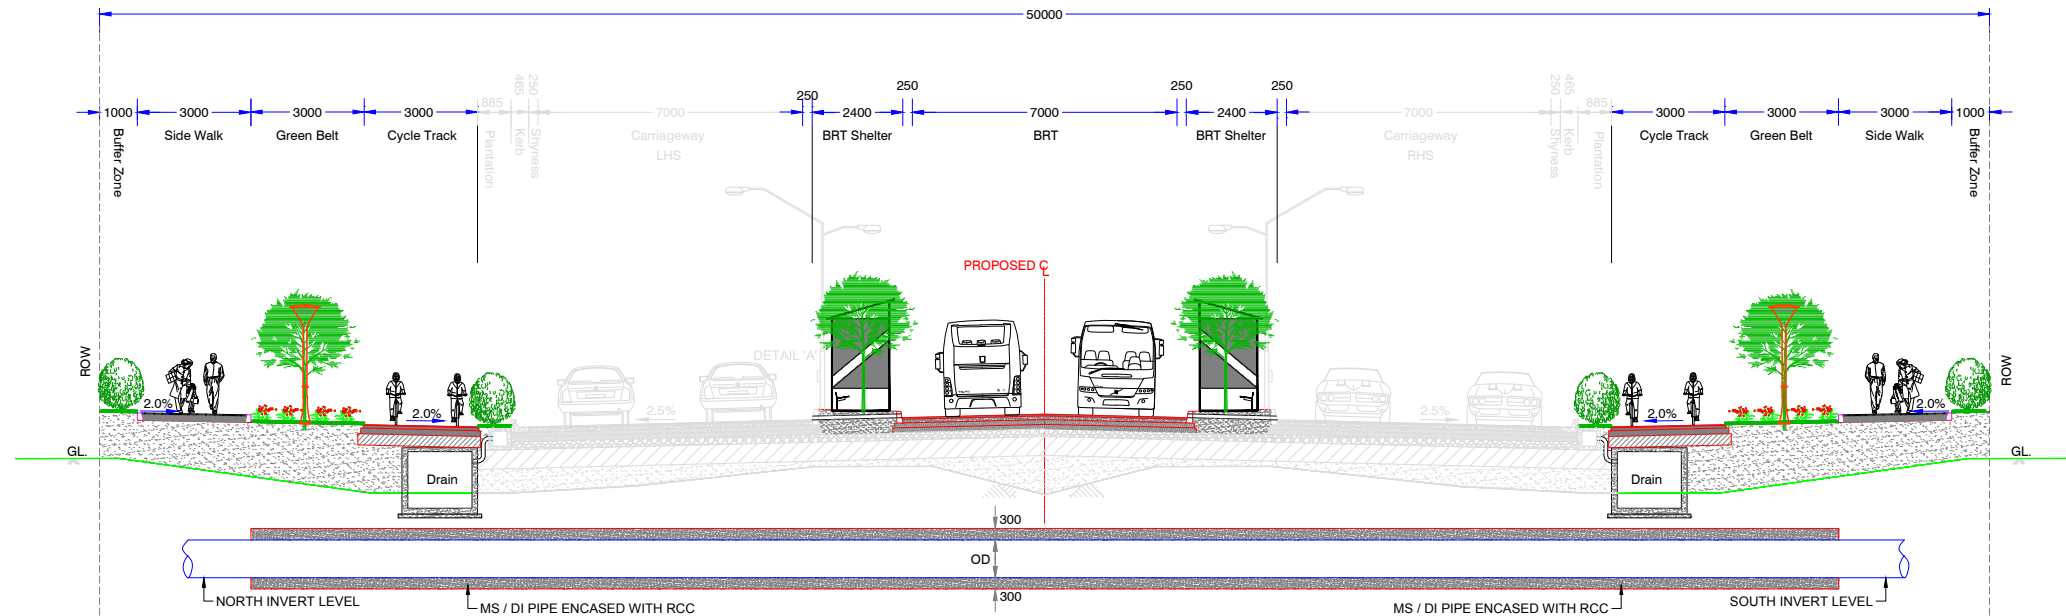 50000
250 250
250 250
465 250
250 465
885 885
1000 3000 3000 3000 7000 2400 7000 2400 7000 3000 3000 3000 1000
Buffer Zone
Side Walk
Green Belt
Cycle Track
Plantation
Kerb
Shyness
Carriageway
LHS
BRT Shelter
BRT
BRT Shelter
Carriageway
RHS
Shyness
Kerb
Plantation
Cycle Track
Green Belt
Side Walk
Buffer Zone
PROPOSED CL
ROW
ROW
DETAIL 'A'
2.0%
2.0%
2.5%
2.5%
2.0%
2.0%
GL.
GL.
Drain
Drain
300
OD
300
NORTH INVERT LEVEL
MS / DI PIPE ENCASED WITH RCC
MS / DI PIPE ENCASED WITH RCC
SOUTH INVERT LEVEL